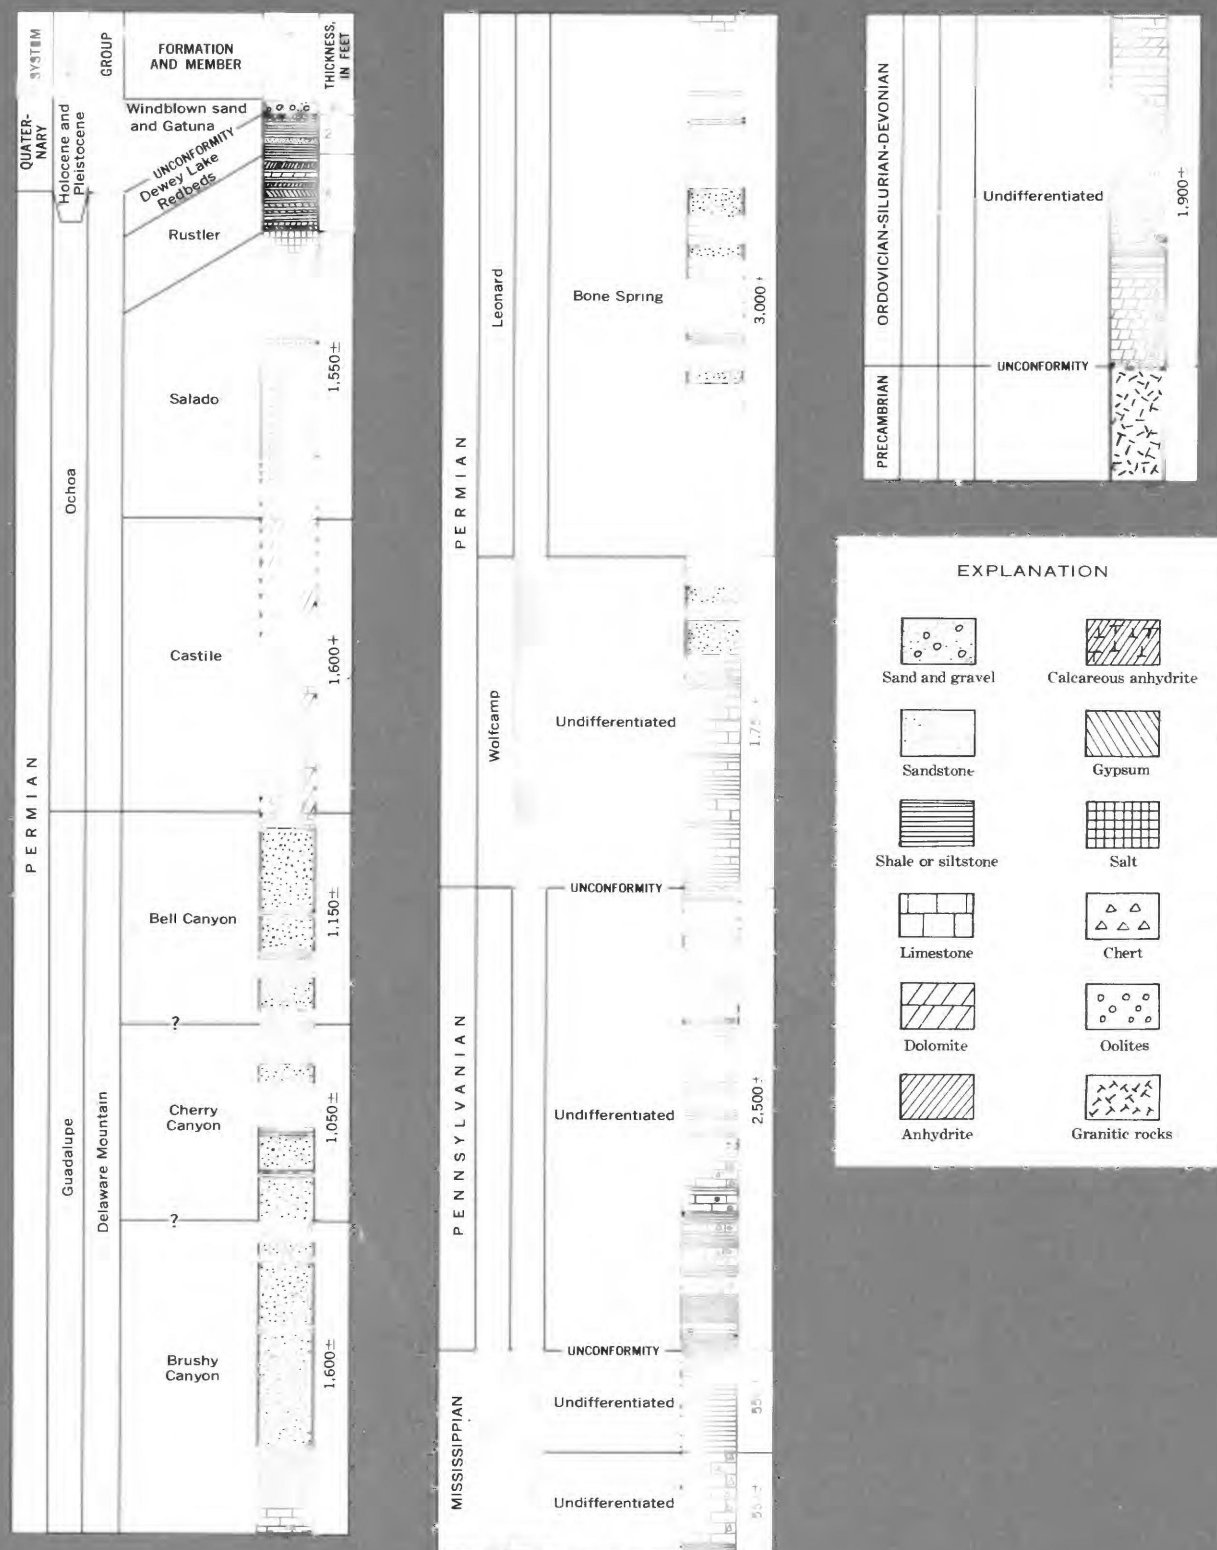 SYSTEM
GROUP
FORMATION
AND MEMBER
THICKNESS,
IN FEET
QUATER-
NARY
Holocene and
Pleistocene
Windblown sand
and Gatuna
UNCONFORMITY
Dewey Lake
Redbeds
Rustler
PERMIAN
Ochoa
Salado
1,550±
Castile
1,600+
Guadalupe
Delaware Mountain
Bell Canyon
1,150±
?
Cherry
Canyon
1,050±
?
Brushy
Canyon
1,600±
PERMIAN
Leonard
Bone Spring
3,000+
Wolfcamp
Undifferentiated
UNCONFORMITY
PENNSYLVANIAN
Undifferentiated
2,500±
UNCONFORMITY
MISSISSIPPIAN
Undifferentiated
Undifferentiated
ORDOVICIAN-SILURIAN-DEVONIAN
Undifferentiated
1,900+
UNCONFORMITY
PRECAMBRIAN
EXPLANATION
Sand and gravel
Calcareous anhydrite
Sandstone
Gypsum
Shale or siltstone
Salt
Limestone
Chert
Dolomite
Oolites
Anhydrite
Granitic rocks